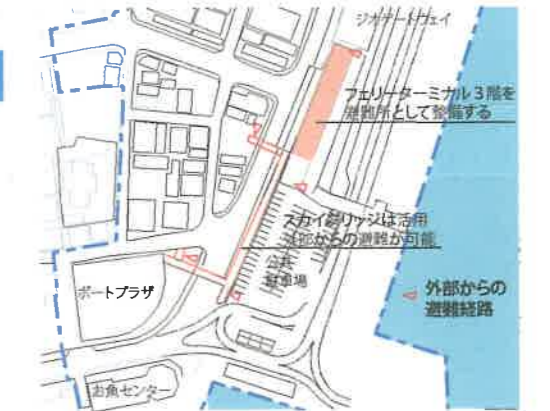 ジオゲートウェイ
フェリーターミナル3階を
避難所として整備する
スカイブリッジは活用
外部からの避難が可能
公共
駐車場
ポートプラザ
外部からの
避難経路
お魚センター